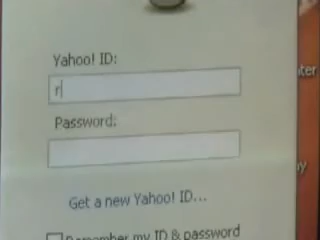 Yahoo! ID:
r
Password:
Get a new Yahoo! ID...
Remember my ID & password